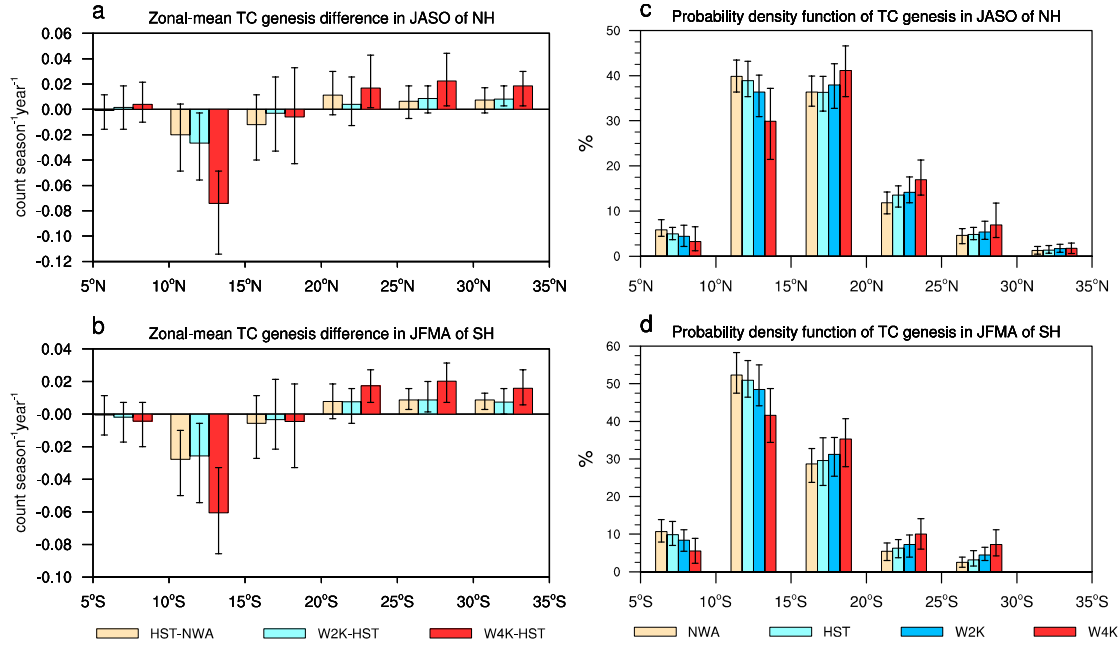 a
Zonal-mean TC genesis difference in JASO of NH
count season⁻¹year⁻¹
0.06
0.04
0.02
0.00
-0.02
-0.04
-0.06
-0.08
-0.10
-0.12
5°N 10°N 15°N 20°N 25°N 30°N 35°N
b
Zonal-mean TC genesis difference in JFMA of SH
count season⁻¹year⁻¹
0.04
0.02
-0.00
-0.02
-0.04
-0.06
-0.08
-0.10
5°S 10°S 15°S 20°S 25°S 30°S 35°S
HST-NWA W2K-HST W4K-HST
c
Probability density function of TC genesis in JASO of NH
%
50
40
30
20
10
0
5°N 10°N 15°N 20°N 25°N 30°N 35°N
d
Probability density function of TC genesis in JFMA of SH
%
60
50
40
30
20
10
0
5°S 10°S 15°S 20°S 25°S 30°S 35°S
NWA HST W2K W4K